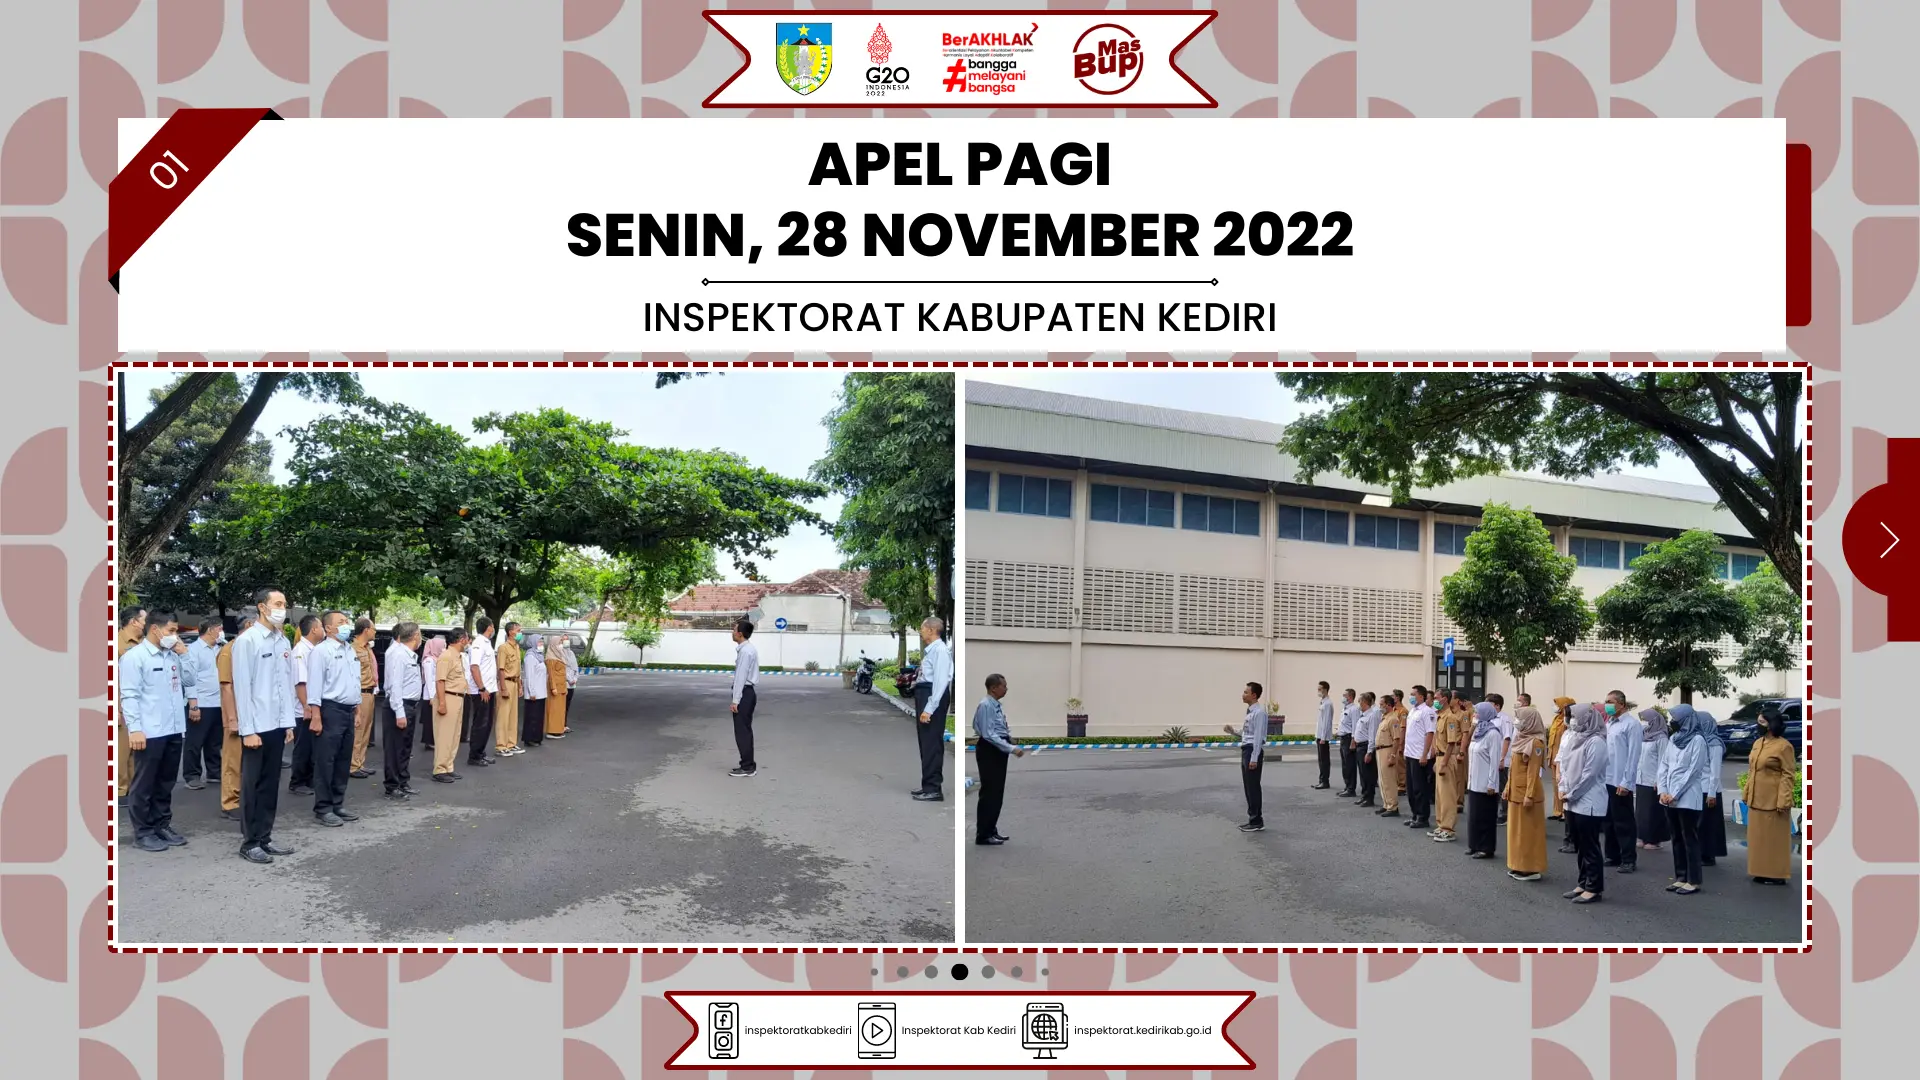 G20
INDONESIA
2022
BerAKHLAK
#bangga
melayani
bangsa
Mas
Bup
01
APEL PAGI
SENIN, 28 NOVEMBER 2022
INSPEKTORAT KABUPATEN KEDIRI
P
inspektoratkabkediri
Inspektorat Kab Kediri
inspektorat.kedirikab.go.id